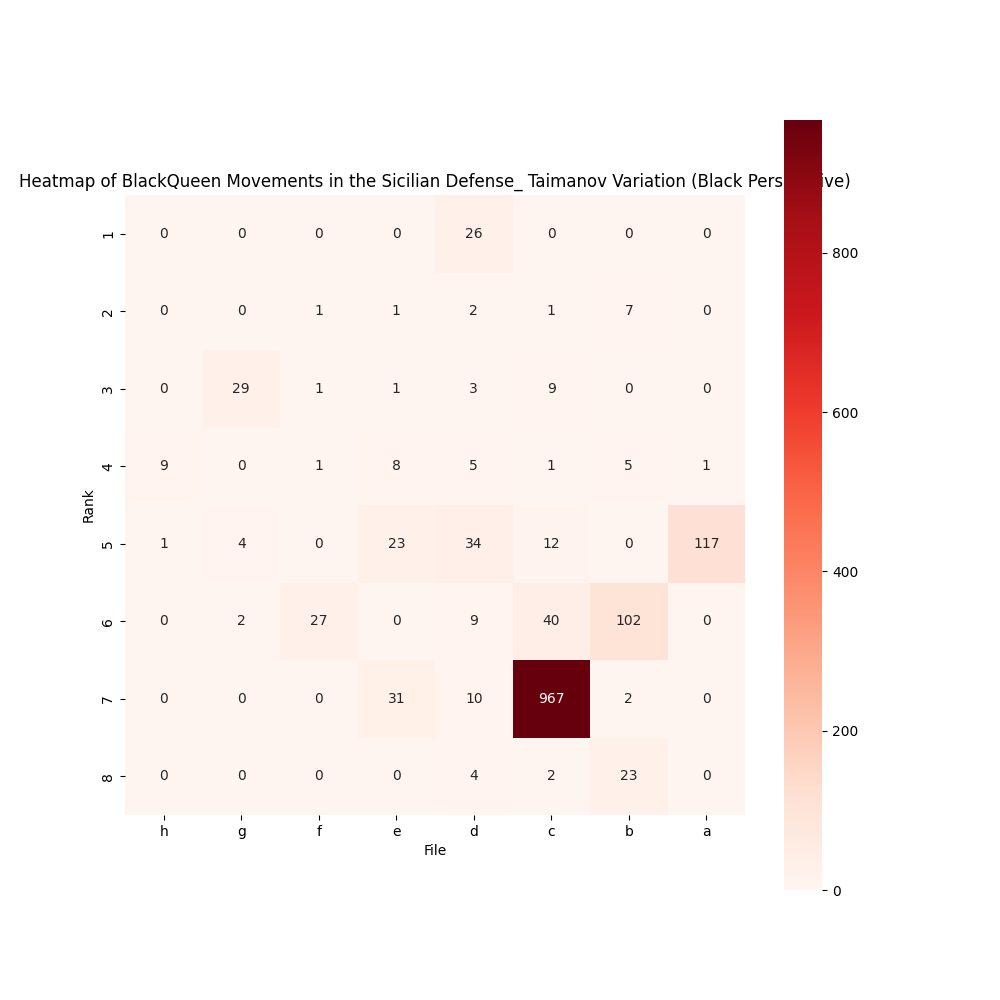 Heatmap of BlackQueen Movements in the Sicilian Defense_ Taimanov Variation (Black Perspective)
1 0 0 0 0 26 0 0 0
2 0 0 1 1 2 1 7 0
3 0 29 1 1 3 9 0 0
4 9 0 1 8 5 1 5 1
5 1 4 0 23 34 12 0 117
6 0 2 27 0 9 40 102 0
7 0 0 0 31 10 967 2 0
8 0 0 0 0 4 2 23 0
h g f e d c b a
File
Rank
800
600
400
200
0